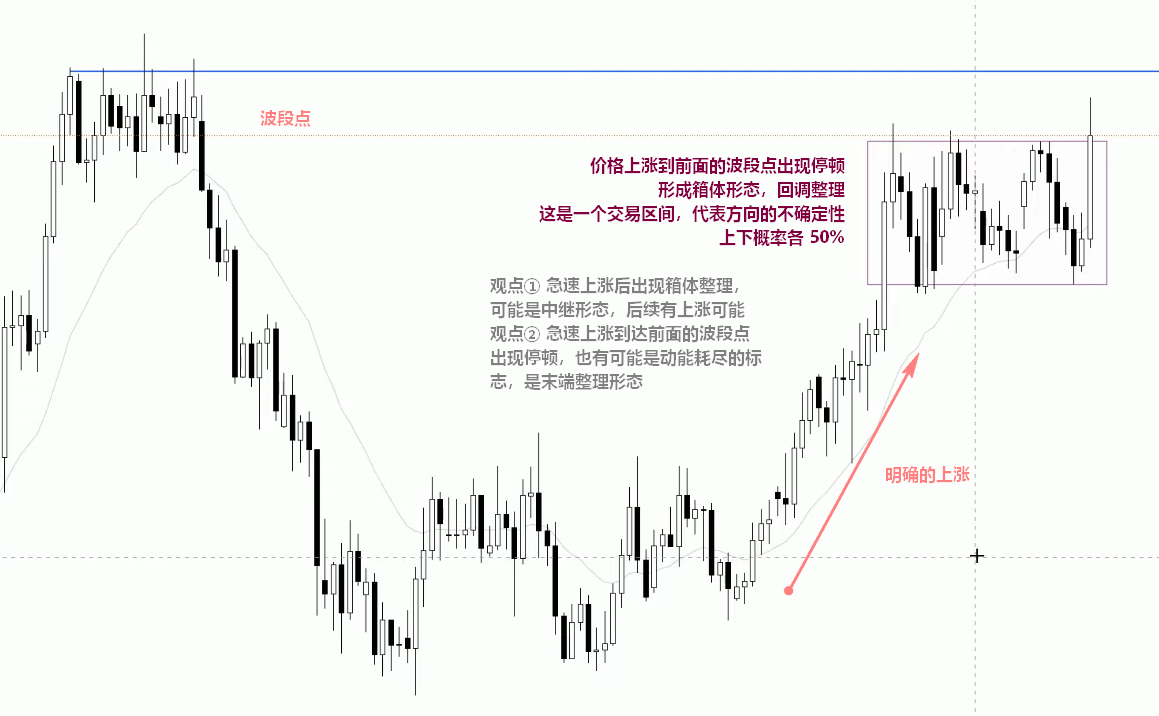 波段点
价格上涨到前面的波段点出现停顿
形成箱体形态，回调整理
这是一个交易区间，代表方向的不确定性
上下概率各 50%
观点① 急速上涨后出现箱体整理，
可能是中继形态，后续有上涨可能
观点② 急速上涨到达前面的波段点
出现停顿，也有可能是动能耗尽的标
志，是末端整理形态
明确的上涨